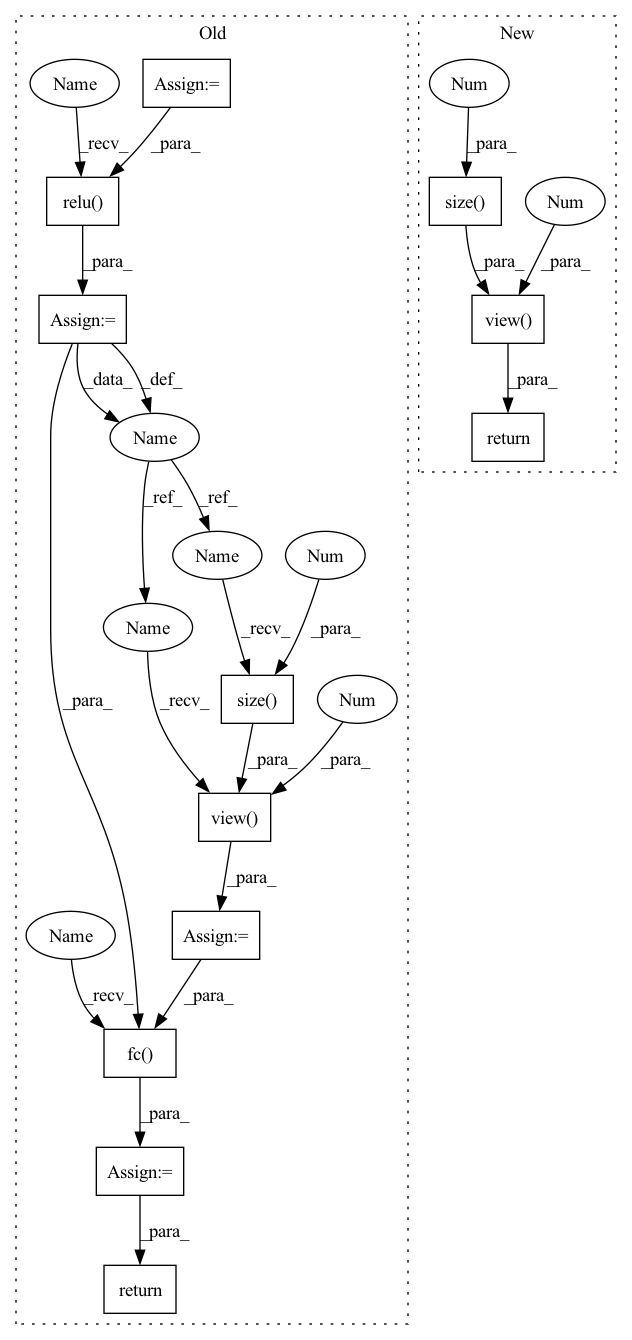 Old
New
Name
Assign:=
Num
_recv_
_para_
_para_
relu()
size()
Num
_para_
_para_
_para_
Assign:=
view()
_data_
_def_
_para_
Name
return
_ref_
_ref_
Name
Num
Name
_recv_
_para_
_para_
_recv_
size()
Num
_para_
_para_
view()
_para_
Name
Assign:=
_recv_
_para_
fc()
_para_
Assign:=
_para_
return